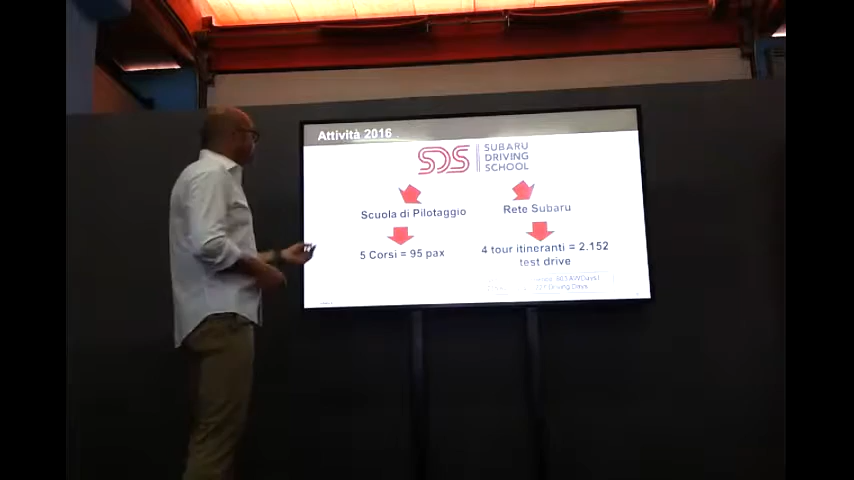 Attività 2016
SDS
SUBARU
DRIVING
SCHOOL
Scuola di Pilotaggio
Rete Subaru
5 Corsi = 95 pax
4 tour itineranti = 2.152
test drive